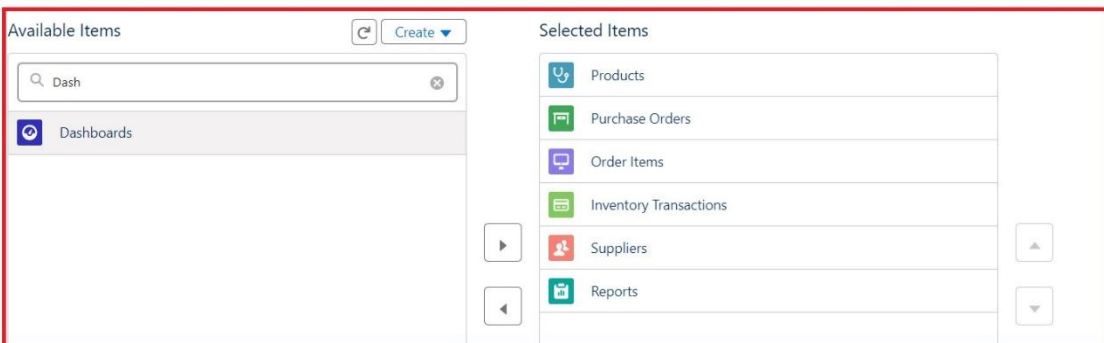 Available Items
Create
Dash
Dashboards
Selected Items
Products
Purchase Orders
Order Items
Inventory Transactions
Suppliers
Reports